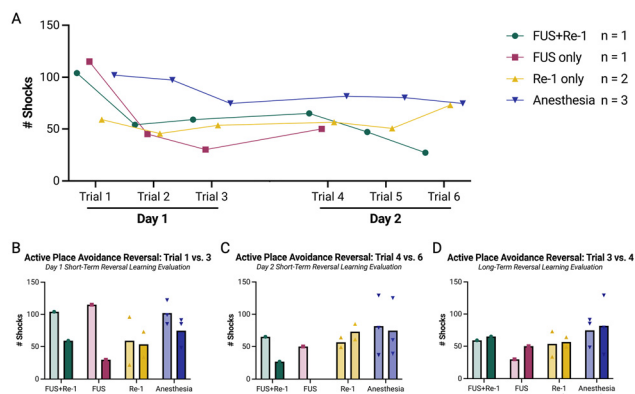 A
150
100
50
0
# Shocks
Trial 1
Trial 2
Trial 3
Trial 4
Trial 5
Trial 6
Day 1
Day 2
FUS+Re-1 n = 1
FUS only n = 1
Re-1 only n = 2
Anesthesia n = 3
B
Active Place Avoidance Reversal: Trial 1 vs. 3
Day 1 Short-Term Reversal Learning Evaluation
150
100
50
0
# Shocks
FUS+Re-1
FUS
Re-1
Anesthesia
C
Active Place Avoidance Reversal: Trial 4 vs. 6
Day 2 Short-Term Reversal Learning Evaluation
150
100
50
0
# Shocks
FUS+Re-1
FUS
Re-1
Anesthesia
D
Active Place Avoidance Reversal: Trial 3 vs. 4
Long-Term Reversal Learning Evaluation
150
100
50
0
# Shocks
FUS+Re-1
FUS
Re-1
Anesthesia